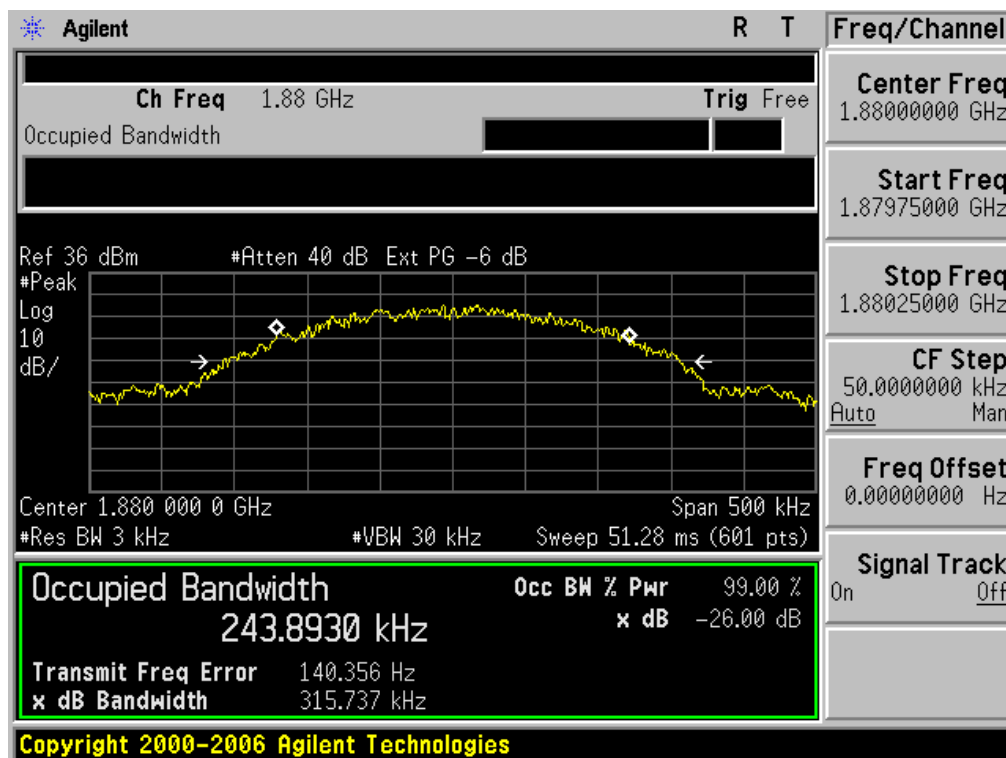 Agilent R T
Ch Freq 1.88 GHz Trig Free
Occupied Bandwidth
Ref 36 dBm #Atten 40 dB Ext PG -6 dB
#Peak
Log
10
dB/
Center 1.880 000 0 GHz Span 500 kHz
#Res BW 3 kHz #VBW 30 kHz Sweep 51.28 ms (601 pts)
Occupied Bandwidth Occ BW % Pwr 99.00 %
243.8930 kHz x dB -26.00 dB
Transmit Freq Error 140.356 Hz
x dB Bandwidth 315.737 kHz
Copyright 2000-2006 Agilent Technologies
Freq/Channel
Center Freq
1.88000000 GHz
Start Freq
1.87975000 GHz
Stop Freq
1.88025000 GHz
CF Step
50.0000000 kHz
Auto Man
Freq Offset
0.00000000 Hz
Signal Track
On Off